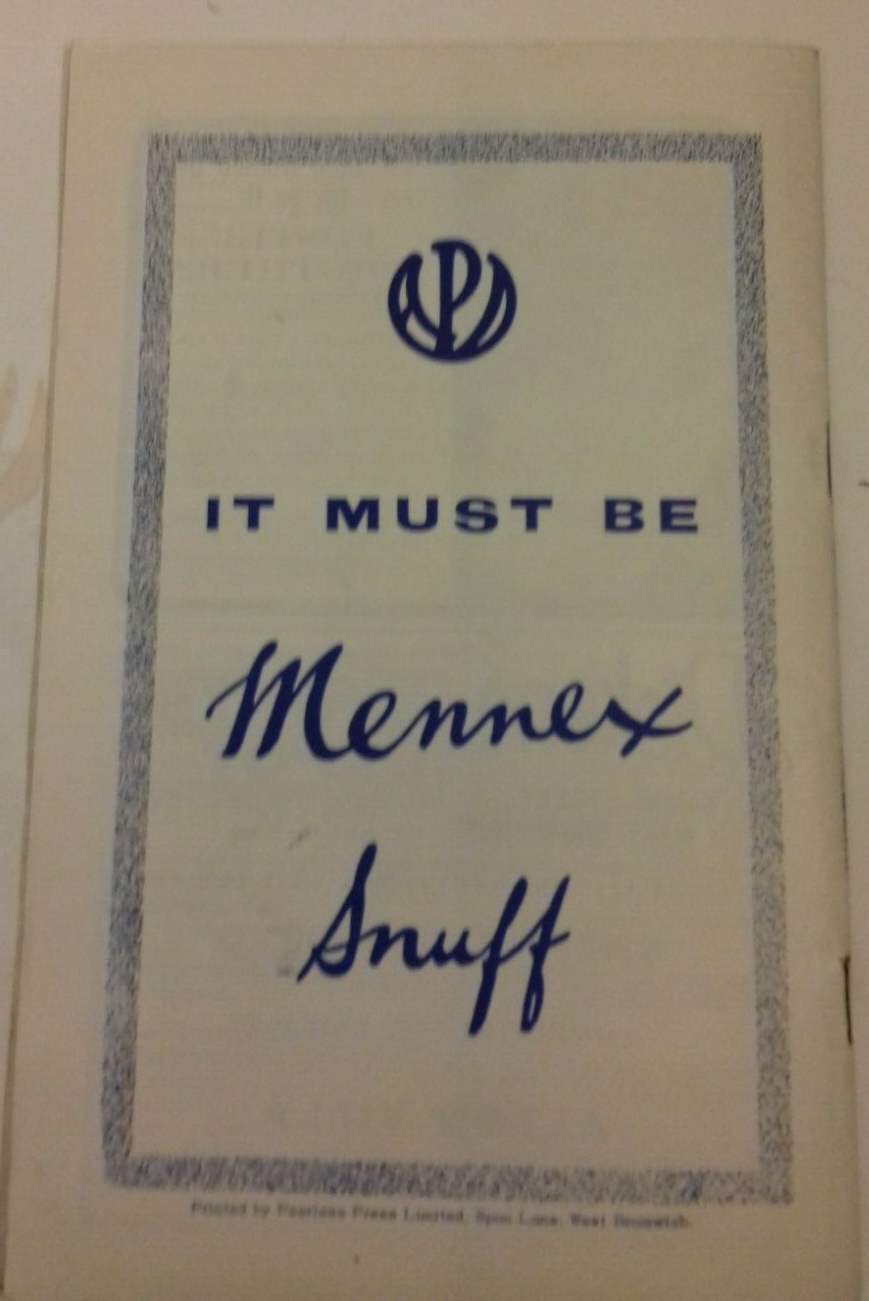 IT MUST BE
Mennex
Snuff
Printed by Peerless Press Limited, Spon Lane, West Bromwich.